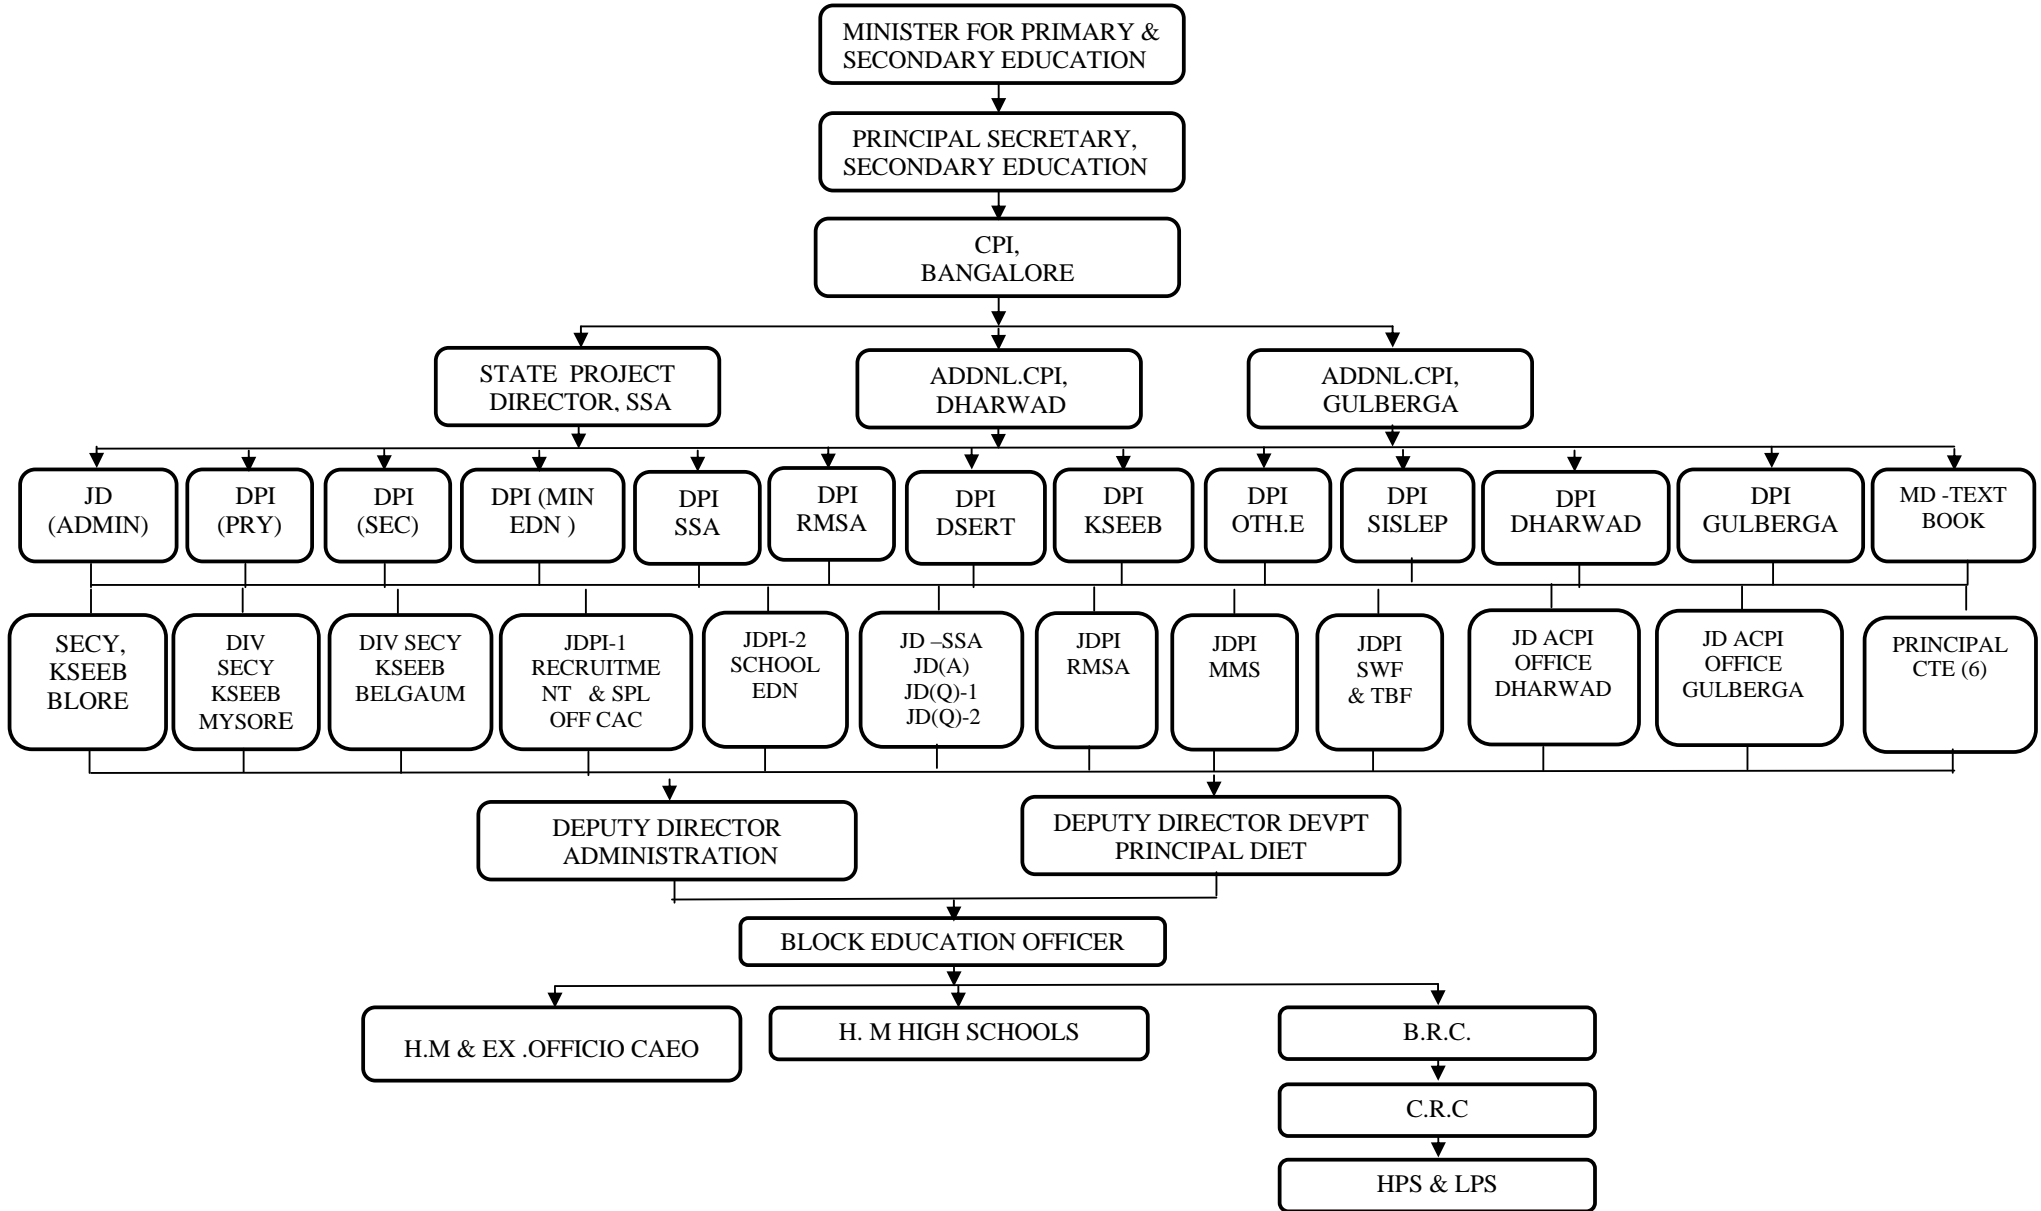 MINISTER FOR PRIMARY &
SECONDARY EDUCATION
PRINCIPAL SECRETARY,
SECONDARY EDUCATION
CPI,
BANGALORE
STATE PROJECT
DIRECTOR, SSA
ADDNL.CPI,
DHARWAD
ADDNL.CPI,
GULBERGA
JD
(ADMIN)
DPI
(PRY)
DPI
(SEC)
DPI (MIN
EDN )
DPI
SSA
DPI
RMSA
DPI
DSERT
DPI
KSEEB
DPI
OTH.E
DPI
SISLEP
DPI
DHARWAD
DPI
GULBERGA
MD -TEXT
BOOK
SECY,
KSEEB
BLORE
DIV
SECY
KSEEB
MYSORE
DIV SECY
KSEEB
BELGAUM
JDPI-1
RECRUITME
NT & SPL
OFF CAC
JDPI-2
SCHOOL
EDN
JD –SSA
JD(A)
JD(Q)-1
JD(Q)-2
JDPI
RMSA
JDPI
MMS
JDPI
SWF
& TBF
JD ACPI
OFFICE
DHARWAD
JD ACPI
OFFICE
GULBERGA
PRINCIPAL
CTE (6)
DEPUTY DIRECTOR
ADMINISTRATION
DEPUTY DIRECTOR DEVPT
PRINCIPAL DIET
BLOCK EDUCATION OFFICER
H.M & EX .OFFICIO CAEO
H. M HIGH SCHOOLS
B.R.C.
C.R.C
HPS & LPS